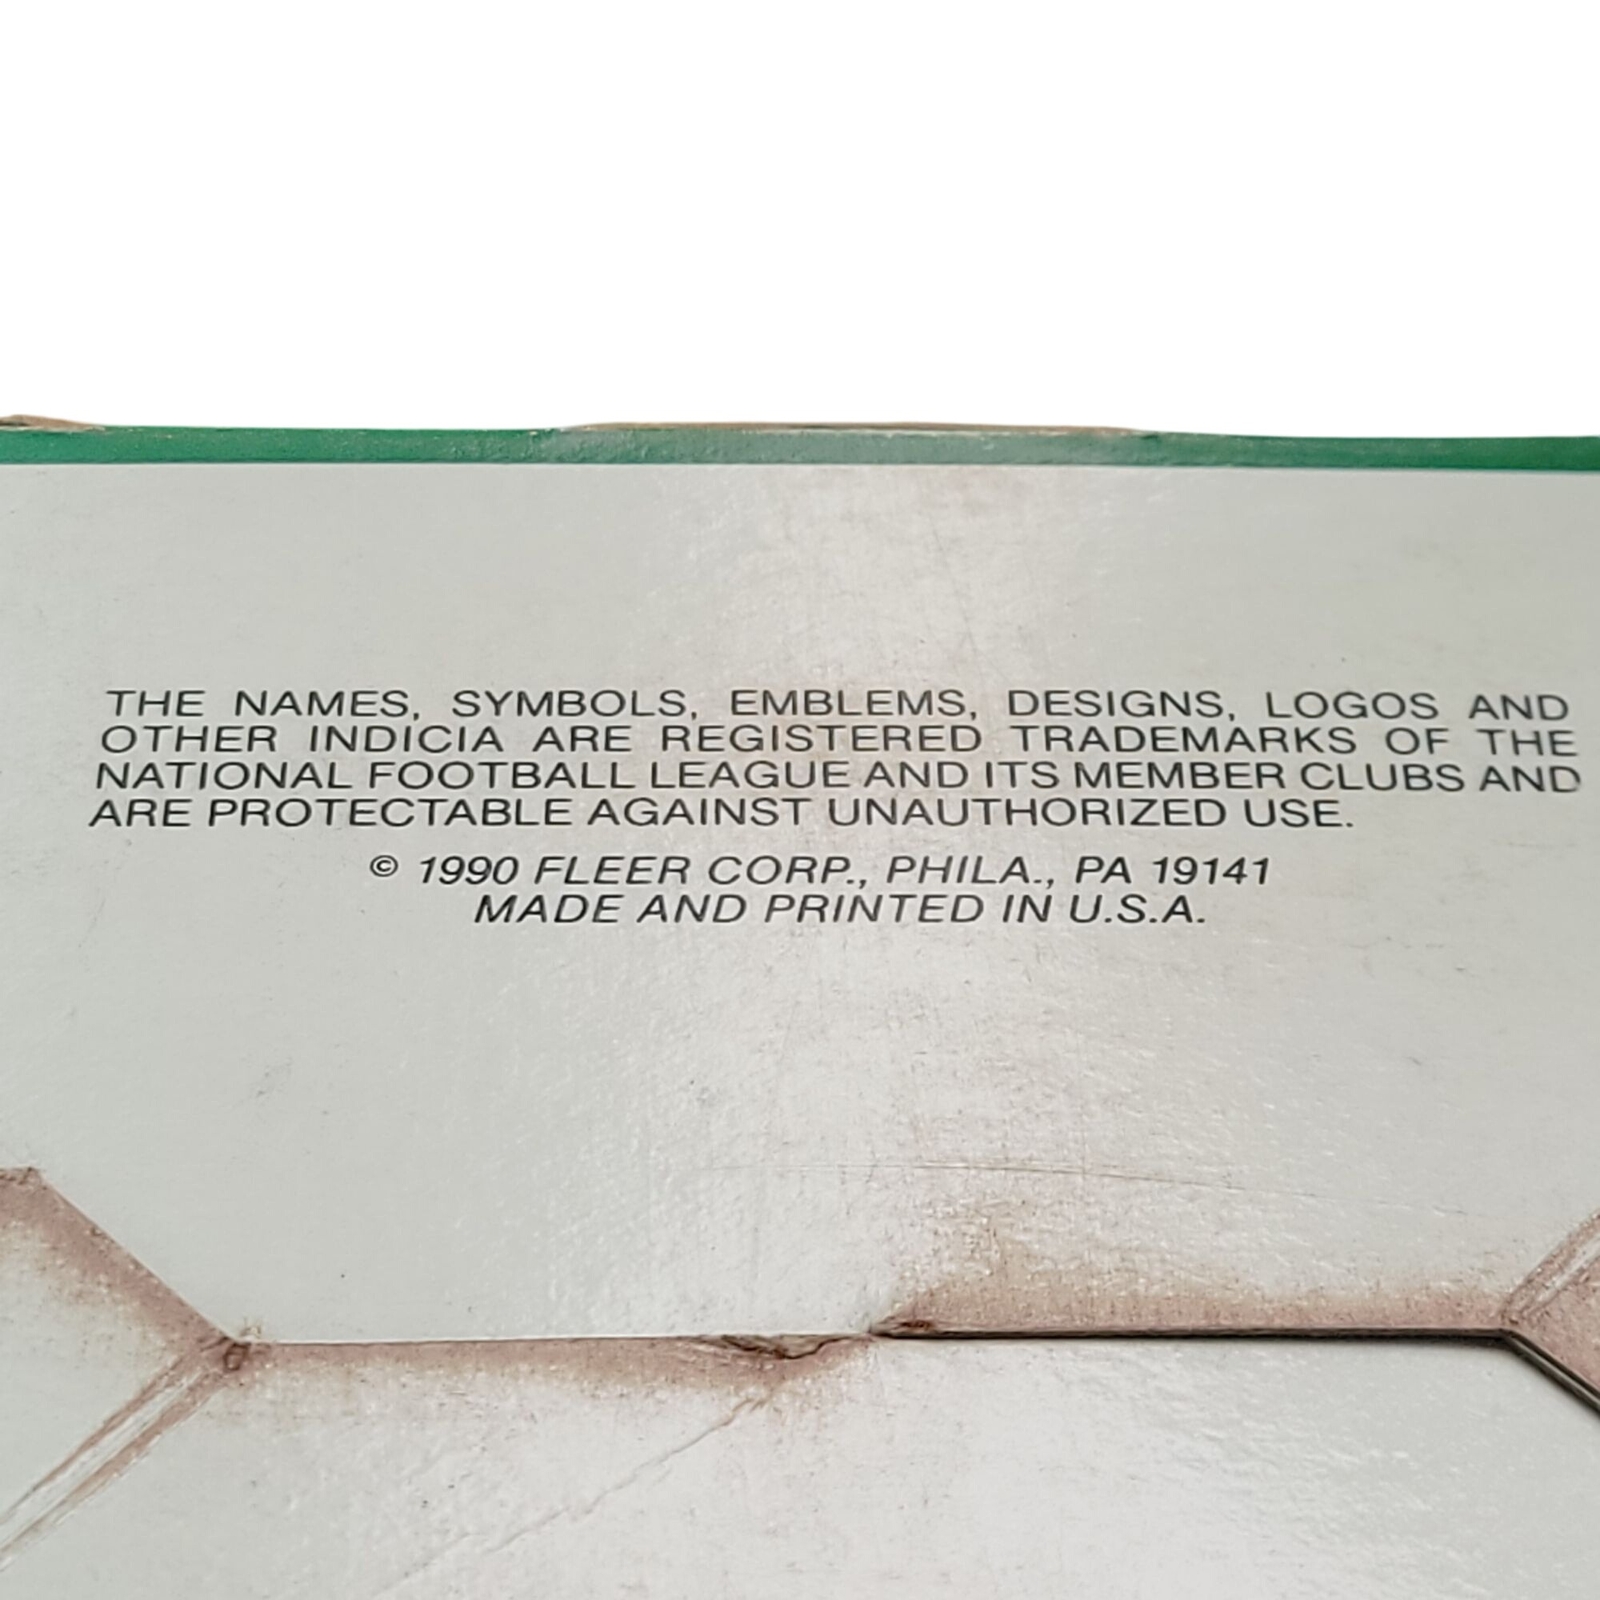 THE NAMES, SYMBOLS, EMBLEMS, DESIGNS, LOGOS AND
OTHER INDICIA ARE REGISTERED TRADEMARKS OF THE
NATIONAL FOOTBALL LEAGUE AND ITS MEMBER CLUBS AND
ARE PROTECTABLE AGAINST UNAUTHORIZED USE.
© 1990 FLEER CORP., PHILA., PA 19141
MADE AND PRINTED IN U.S.A.